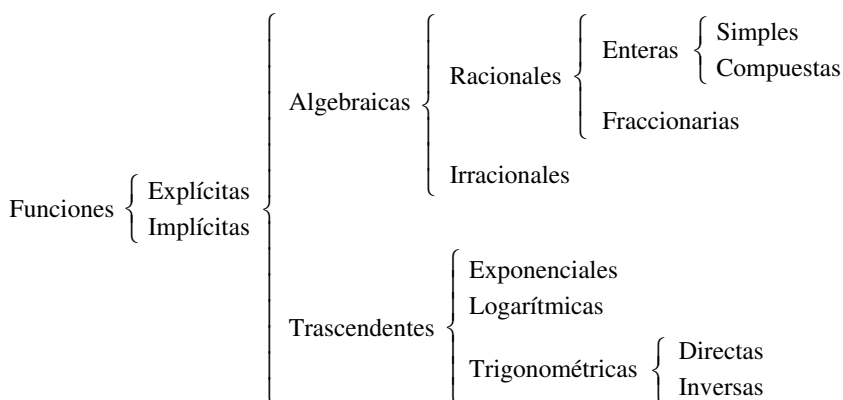 Funciones
Explícitas
Implícitas
Algebraicas
Racionales
Enteras
Simples
Compuestas
Fraccionarias
Irracionales
Trascendentes
Exponenciales
Logarítmicas
Trigonométricas
Directas
Inversas